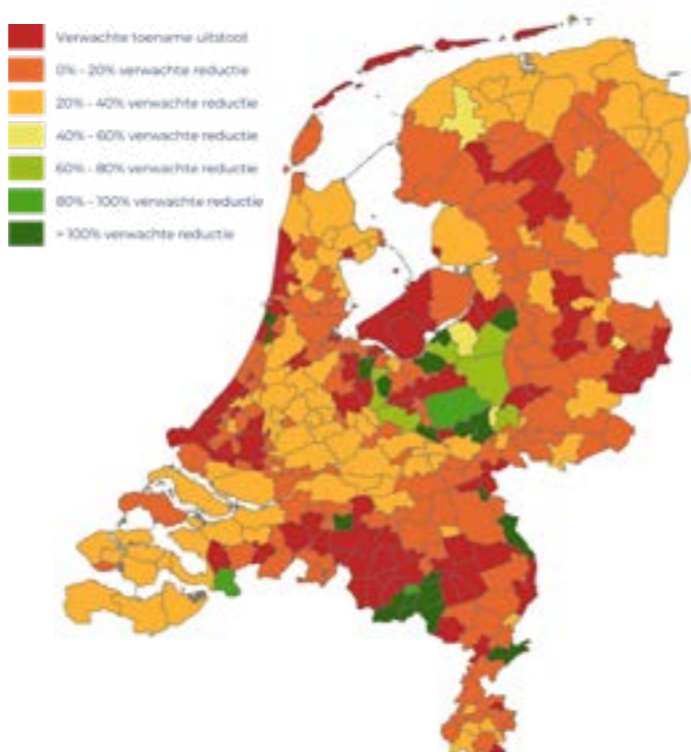 Verwachte toename uitstoot
0% - 20% verwachte reductie
20% - 40% verwachte reductie
40% - 60% verwachte reductie
60% - 80% verwachte reductie
80% - 100% verwachte reductie
> 100% verwachte reductie